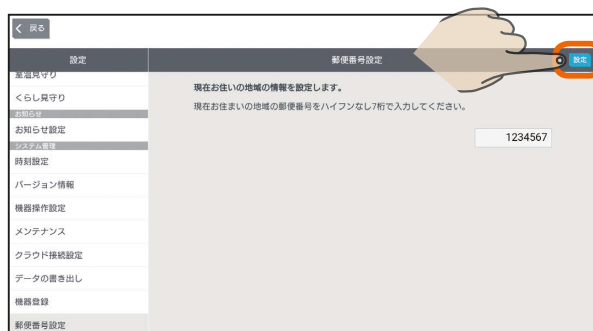 戻る
設定
郵便番号設定
設定
室温見守り
くらし見守り
お知らせ
お知らせ設定
システム管理
時刻設定
バージョン情報
機器操作設定
メンテナンス
クラウド接続設定
データの書き出し
機器登録
郵便番号設定
現在お住いの地域の情報を設定します。
現在お住まいの地域の郵便番号をハイフンなし7桁で入力してください。
1234567